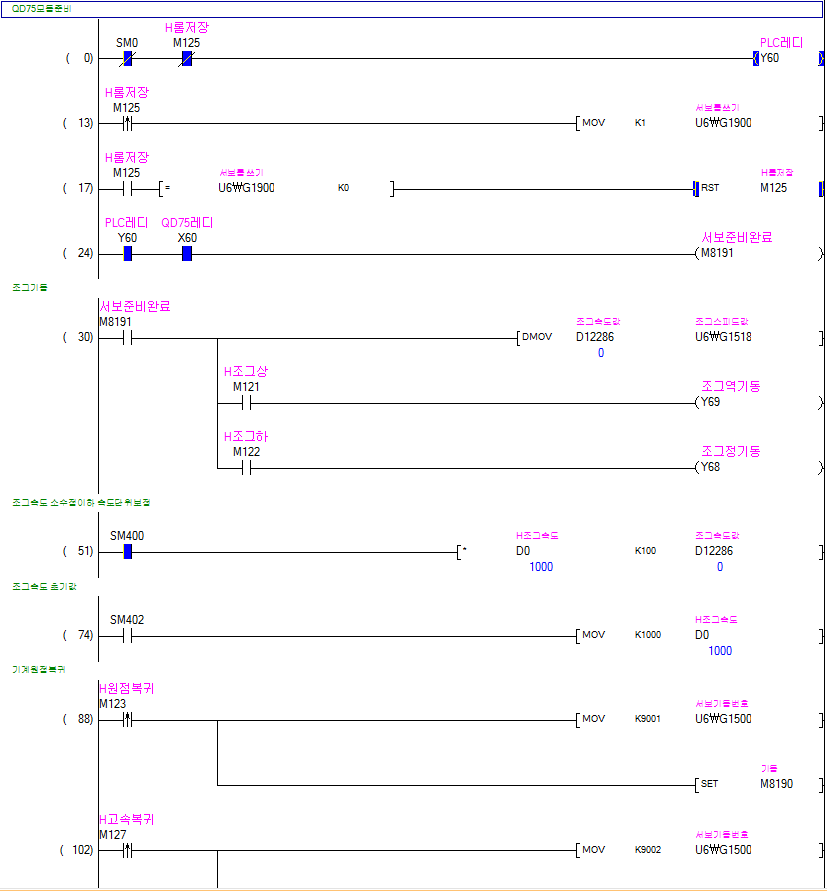 QD75모듈준비
H롬저장
SM0 M125 PLC레디
( 0) Y60
H롬저장
M125 서보롬쓰기
( 13) MOV K1 U6₩G1900
H롬저장
M125 서보롬쓰기 H롬저장
( 17) = U6₩G1900 K0 RST M125
PLC레디 QD75레디
Y60 X60 서보준비완료
( 24) M8191
조그기동
서보준비완료
M8191 조그속도값 조그스피드값
( 30) DMOV D12286 U6₩G1518
0
H조그상
M121 조그역기동
Y69
H조그하
M122 조그정기동
Y68
조그속도 소수점이하 속도단위보정
SM400 H조그속도 조그속도값
( 51) * D0 K100 D12286
1000 0
조그속도 초기값
SM402 H조그속도
( 74) MOV K1000 D0
1000
기계원점복귀
H원점복귀
M123 서보기동번호
( 88) MOV K9001 U6₩G1500
기동
SET M8190
H고속복귀
M127 서보기동번호
( 102) MOV K9002 U6₩G1500